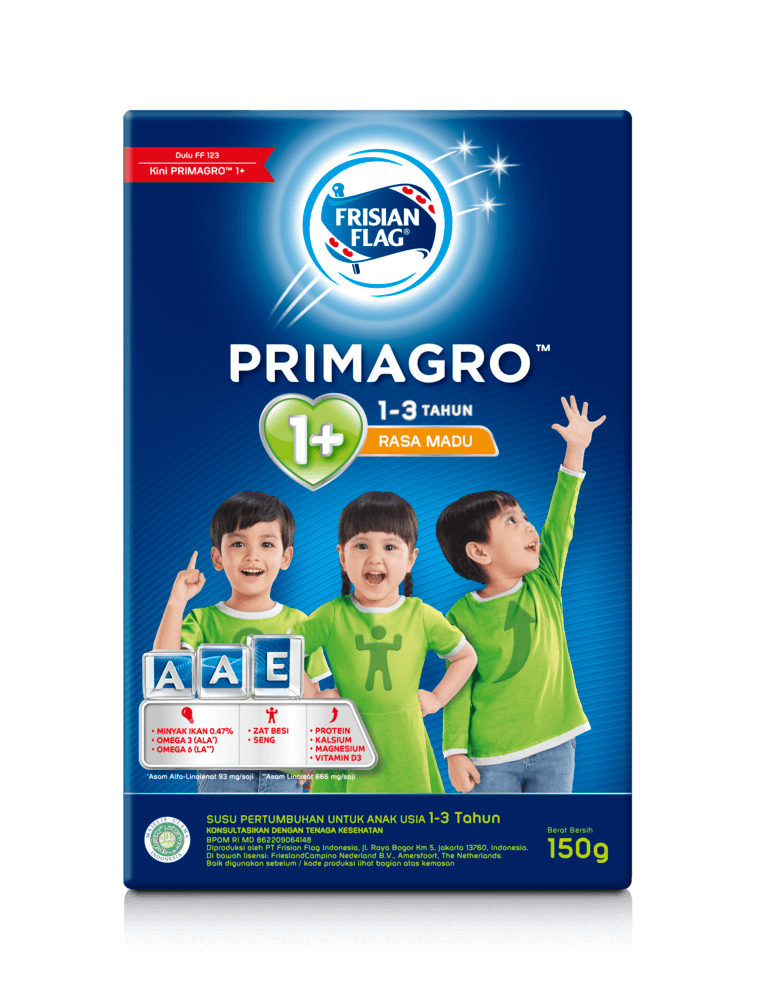 Dulu FF 123
Kini PRIMAGRO™ 1+
FRISIAN
FLAG®
PRIMAGRO™
1+
1-3 TAHUN
RASA MADU
A A E
• MINYAK IKAN 0.47%
• OMEGA 3 (ALA*)
• OMEGA 6 (LA**)
• ZAT BESI
• SENG
• PROTEIN
• KALSIUM
• MAGNESIUM
• VITAMIN D3
*Asam Alfa-Linolenat 93 mg/saji **Asam Linoleat 666 mg/saji
MAJELIS ULAMA
INDONESIA
SUSU PERTUMBUHAN UNTUK ANAK USIA 1-3 Tahun
KONSULTASIKAN DENGAN TENAGA KESEHATAN
BPOM RI MD 862209064148
Diproduksi oleh PT Frisian Flag Indonesia, Jl. Raya Bogor Km 5, Jakarta 13760, Indonesia.
Di bawah lisensi: FrieslandCampina Nederland B.V., Amersfoort, The Netherlands.
Baik digunakan sebelum / kode produksi lihat bagian atas kemasan
Berat Bersih
150g